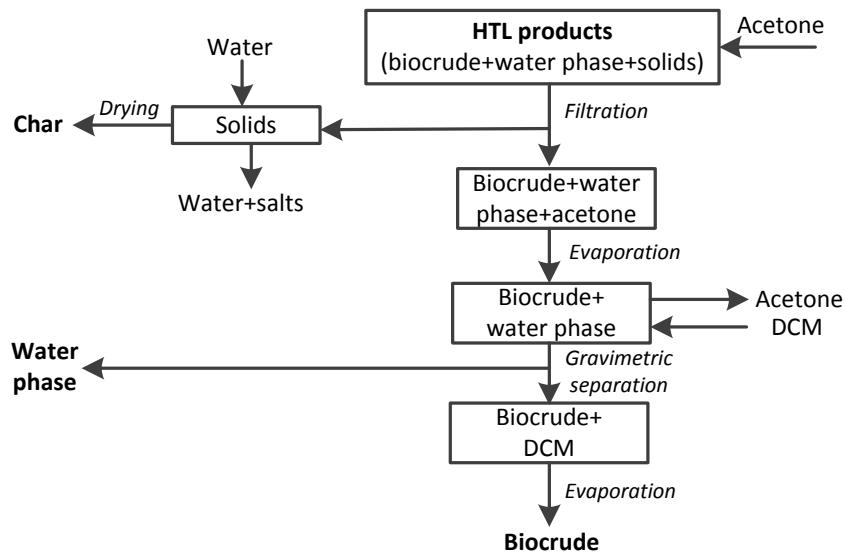 HTL products
(biocrude+water phase+solids)
Acetone
Water
Filtration
Drying
Char
Solids
Water+salts
Biocrude+water
phase+acetone
Evaporation
Biocrude+
water phase
Acetone
DCM
Water
phase
Gravimetric
separation
Biocrude+
DCM
Evaporation
Biocrude